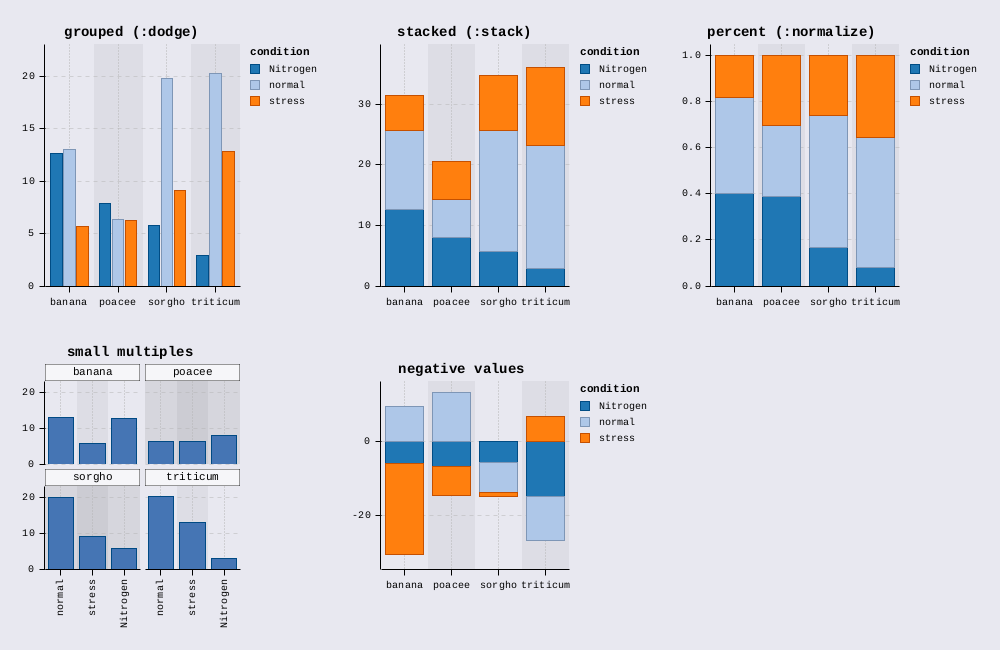 grouped (:dodge)
condition
Nitrogen
normal
stress
20
15
10
5
0
banana poacee sorgho triticum
stacked (:stack)
condition
Nitrogen
normal
stress
30
20
10
0
banana poacee sorgho triticum
percent (:normalize)
condition
Nitrogen
normal
stress
1.0
0.8
0.6
0.4
0.2
0.0
banana poacee sorgho triticum
small multiples
banana poacee
20
10
0
sorgho triticum
20
10
0
normal stress Nitrogen normal stress Nitrogen
negative values
condition
Nitrogen
normal
stress
0
-20
banana poacee sorgho triticum